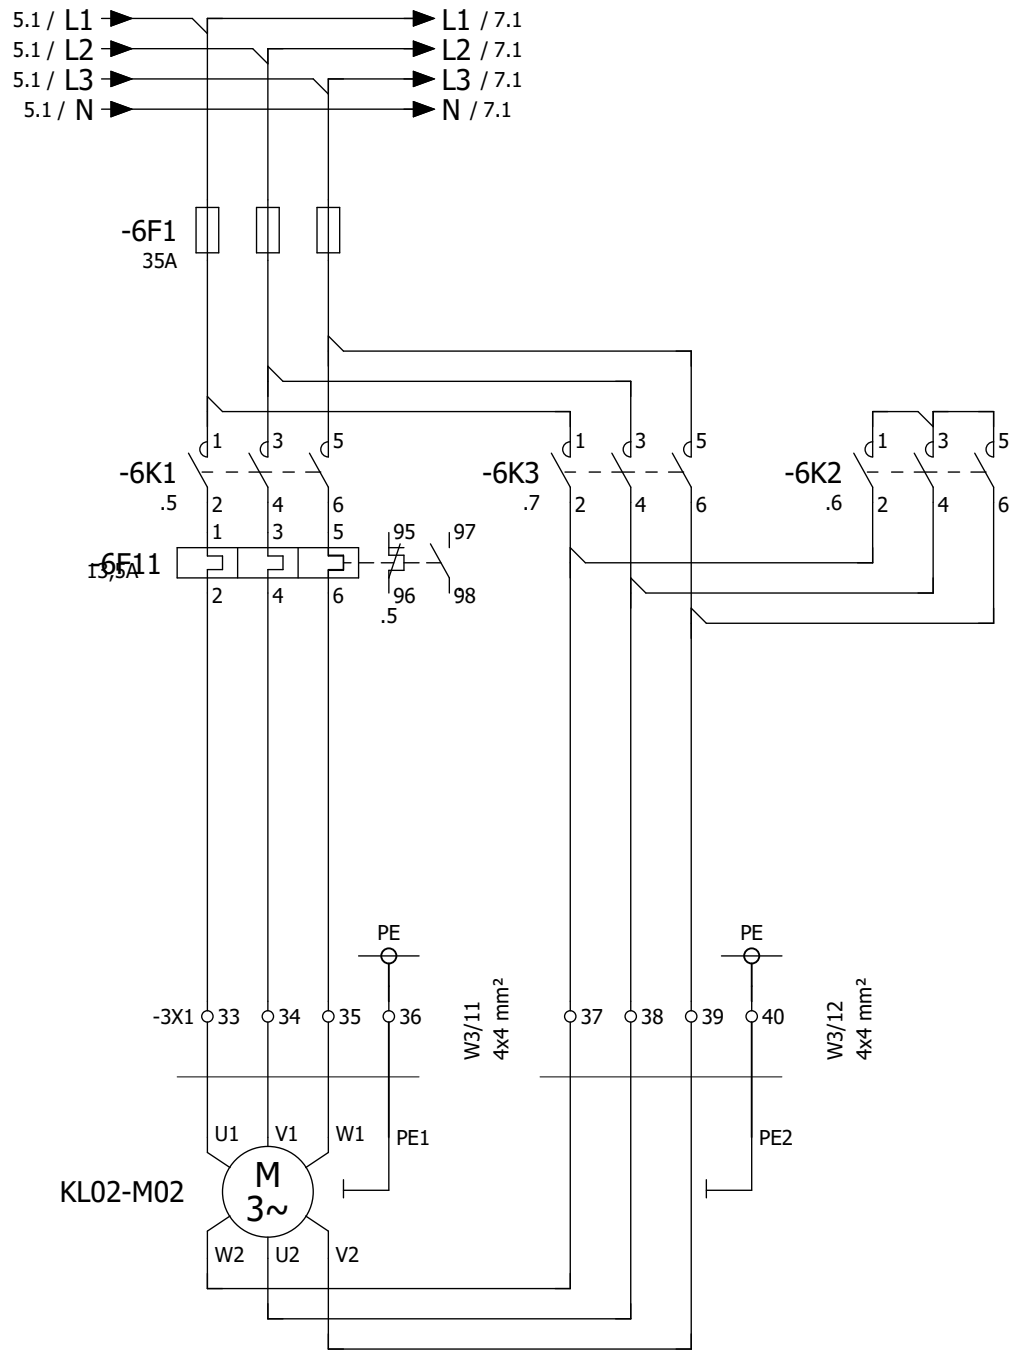 5.1 / L1 L1 / 7.1
5.1 / L2 L2 / 7.1
5.1 / L3 L3 / 7.1
5.1 / N N / 7.1
-6F1
35A
1 3 5 1 3 5 1 3 5
-6K1 -6K3 -6K2
.5 2 4 6 .7 2 4 6 .6 2 4 6
1 3 5 95 97
-6F11
13,5A
2 4 6 96 98
.5
PE PE
-3X1 33 34 35 36 37 38 39 40
W3/11
4x4 mm²
W3/12
4x4 mm²
U1 V1 W1 PE1 PE2
KL02-M02
M
3~
W2 U2 V2